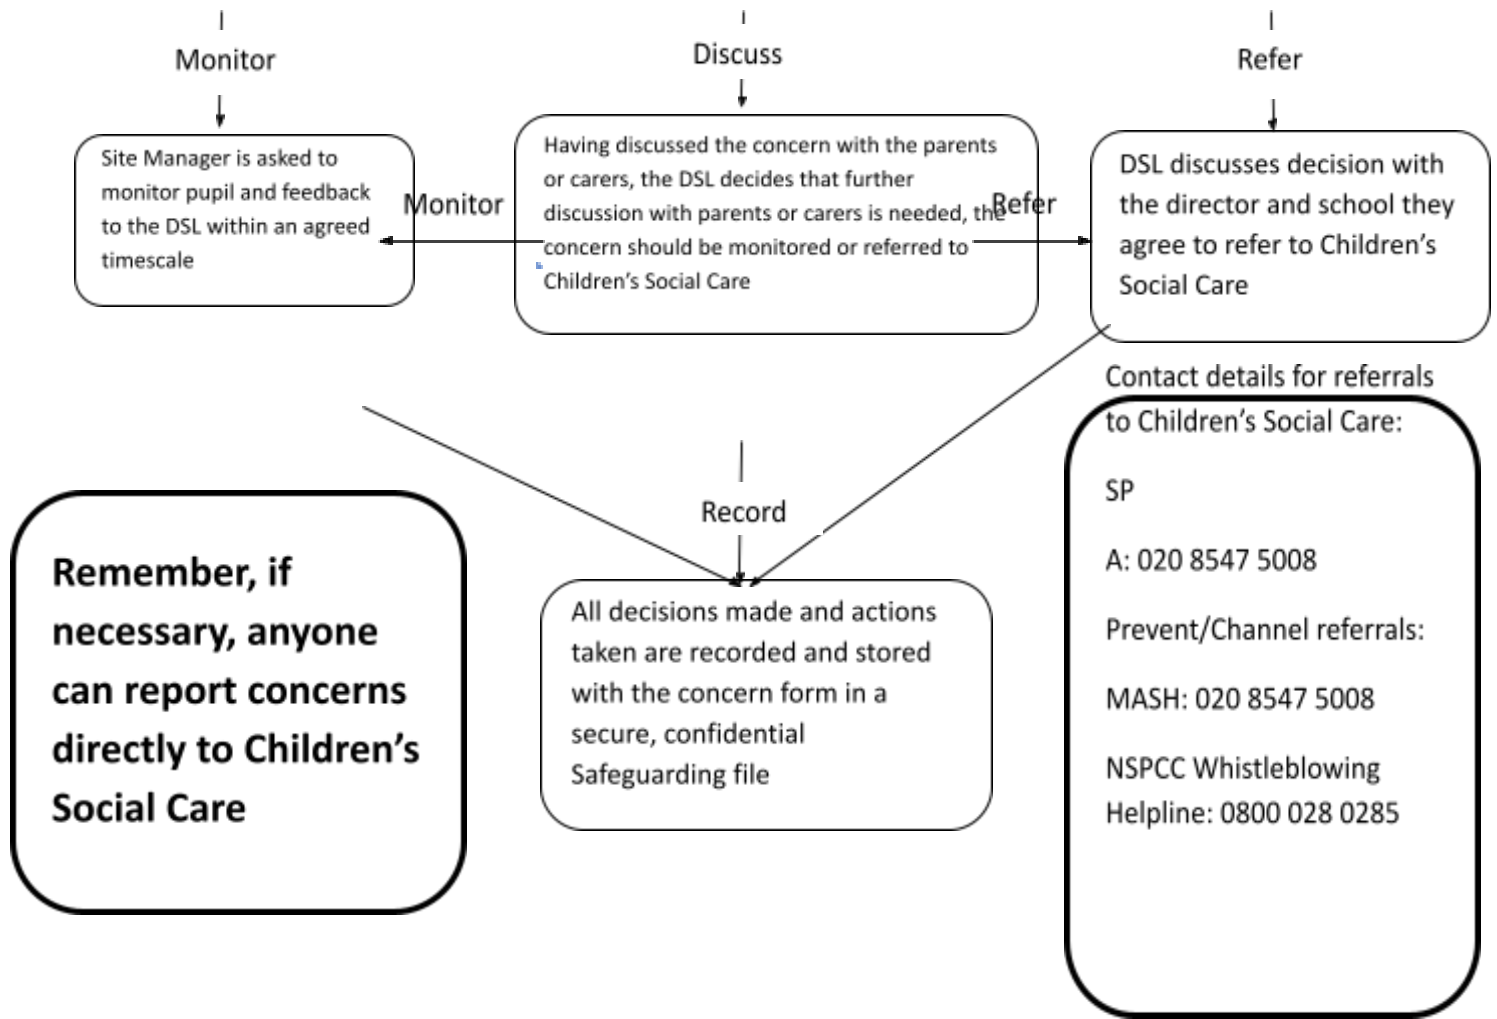 Monitor
Discuss
Refer
Site Manager is asked to
monitor pupil and feedback
to the DSL within an agreed
timescale
Monitor
Having discussed the concern with the parents
or carers, the DSL decides that further
discussion with parents or carers is needed, the
concern should be monitored or referred to
Children’s Social Care
Refer
DSL discusses decision with
the director and school they
agree to refer to Children’s
Social Care
Contact details for referrals
to Children’s Social Care:
SP
A: 020 8547 5008
Prevent/Channel referrals:
MASH: 020 8547 5008
NSPCC Whistleblowing
Helpline: 0800 028 0285
Record
Remember, if
necessary, anyone
can report concerns
directly to Children’s
Social Care
All decisions made and actions
taken are recorded and stored
with the concern form in a
secure, confidential
Safeguarding file